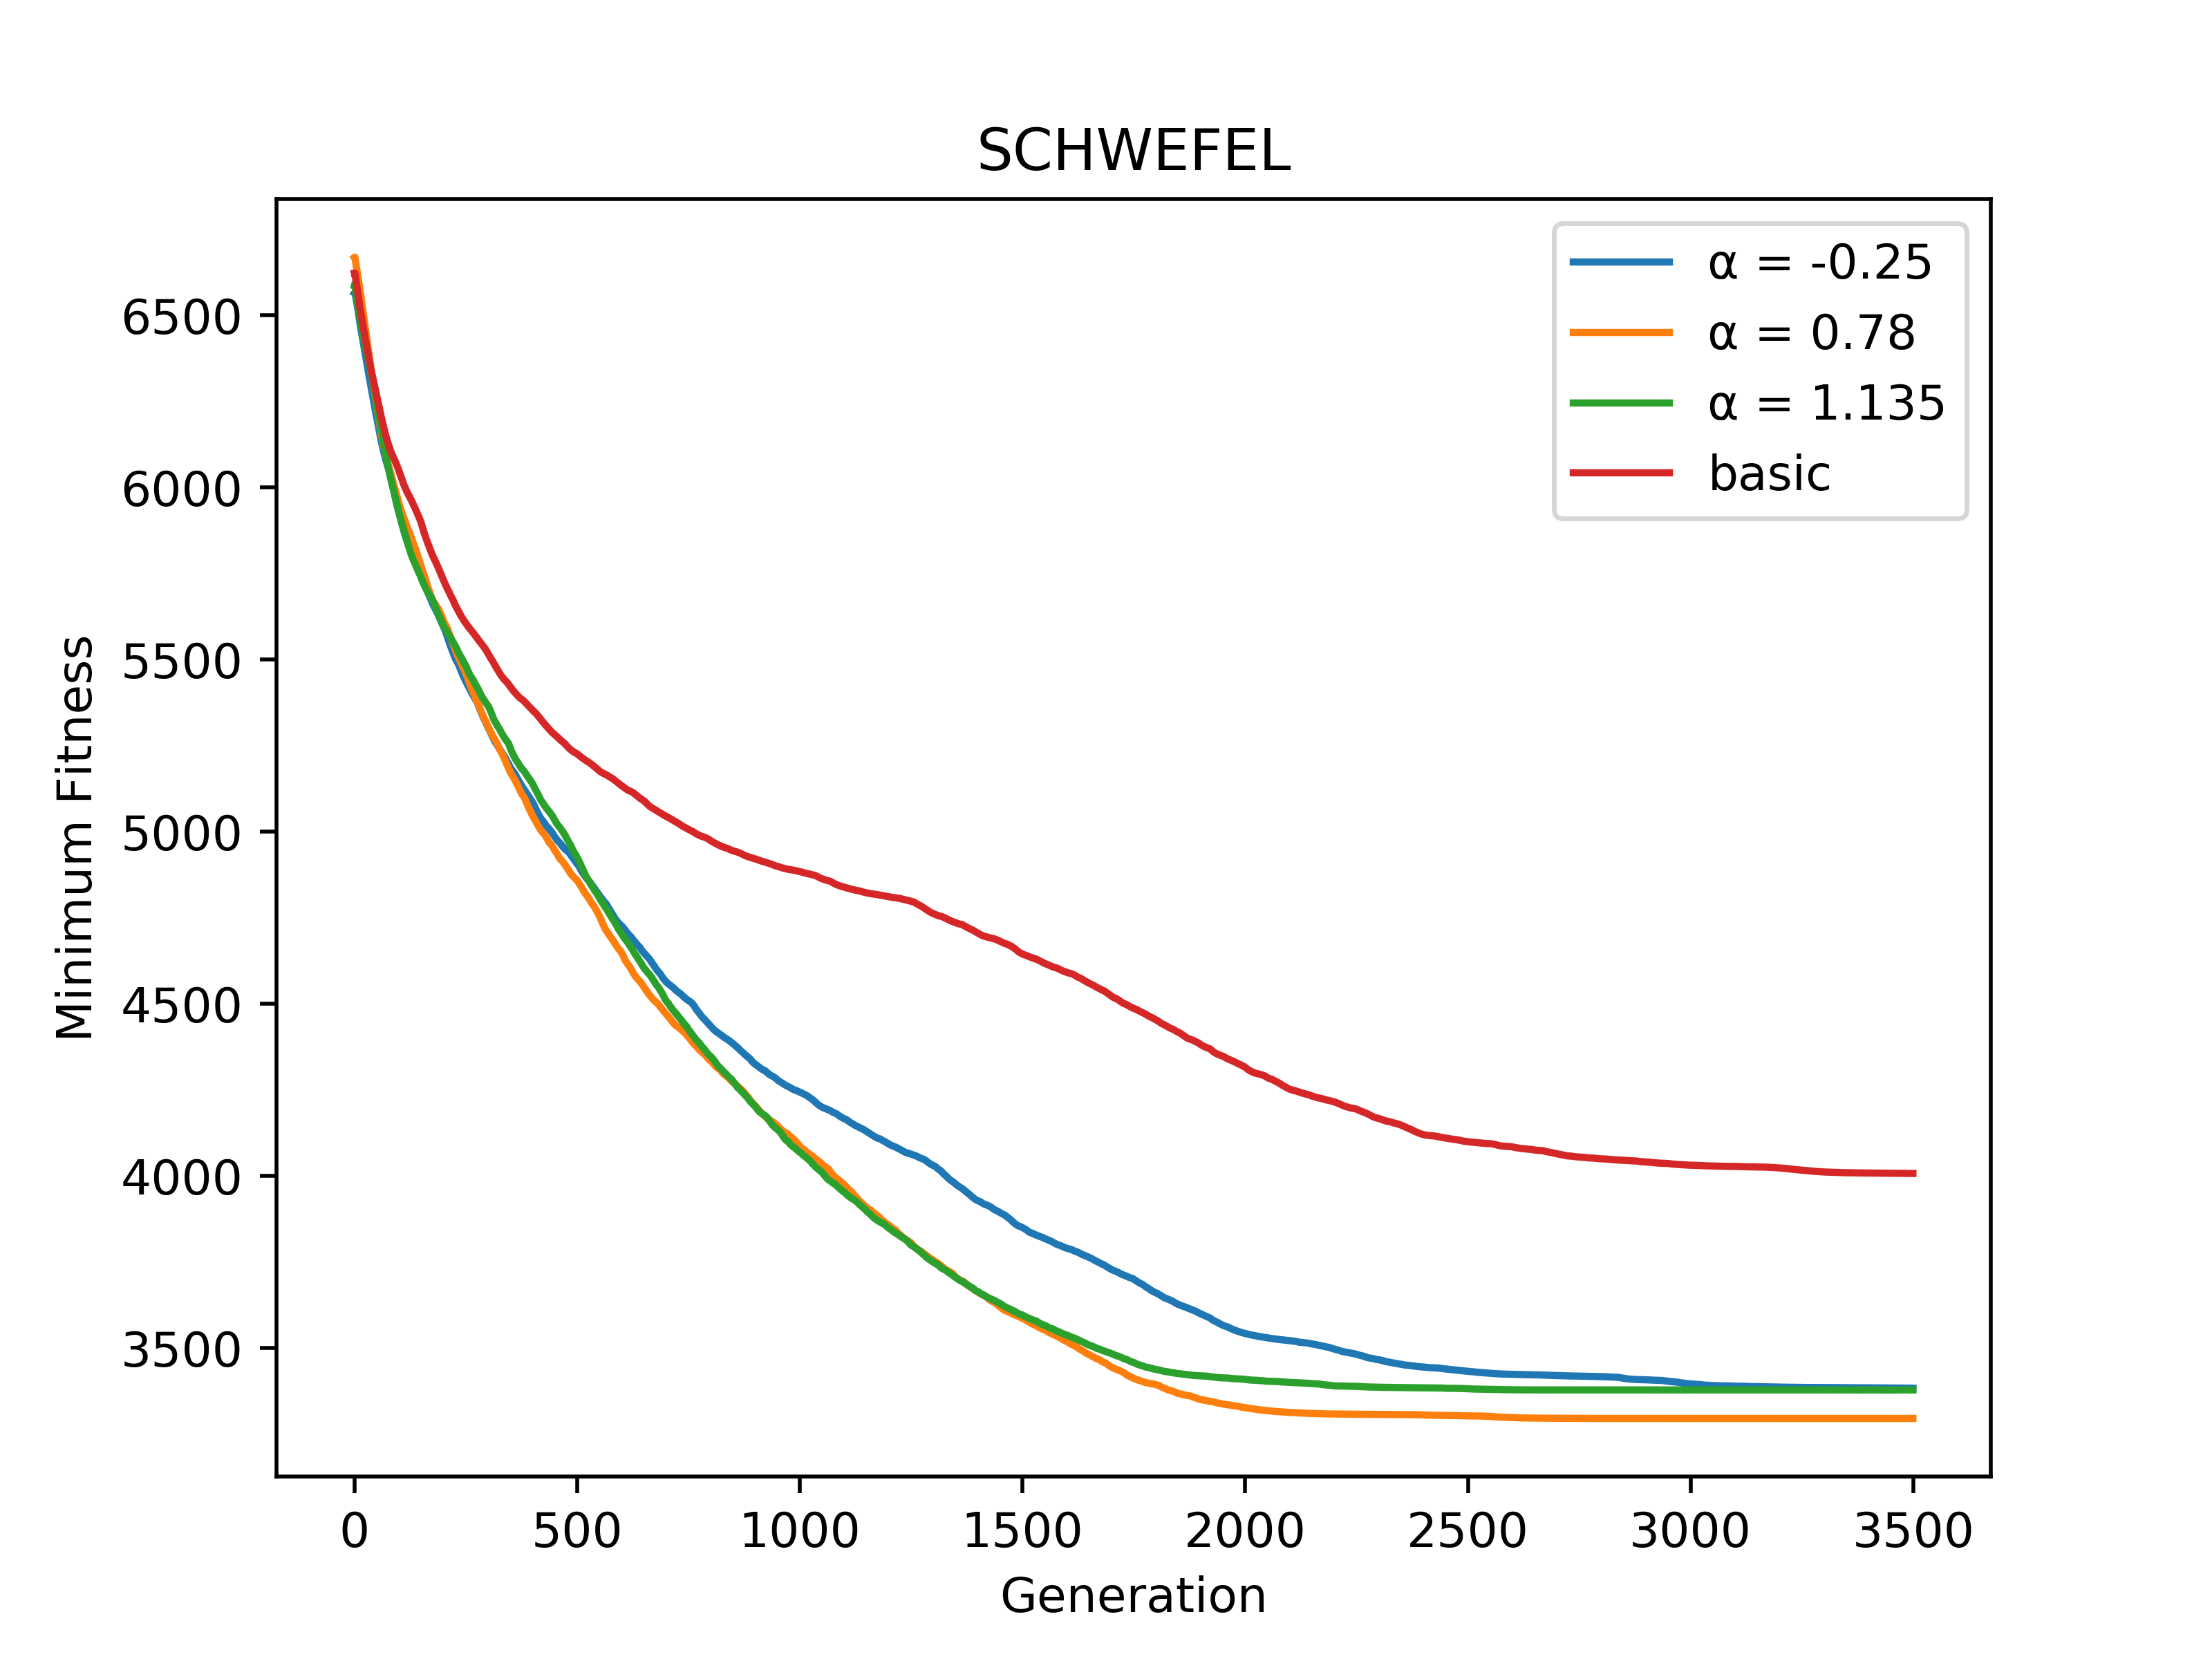 SCHWEFEL
α = -0.25
α = 0.78
α = 1.135
basic
Minimum Fitness
6500
6000
5500
5000
4500
4000
3500
0 500 1000 1500 2000 2500 3000 3500
Generation